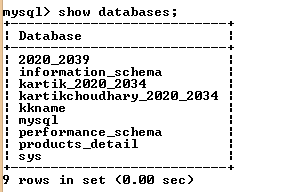 mysql> show databases;
+--------------------------+
| Database                 |
+--------------------------+
| 2020_2039                |
| information_schema       |
| kartik_2020_2034         |
| kartikchoudhary_2020_2034 |
| kkname                   |
| mysql                    |
| performance_schema       |
| products_detail          |
| sys                      |
+--------------------------+
9 rows in set (0.00 sec)